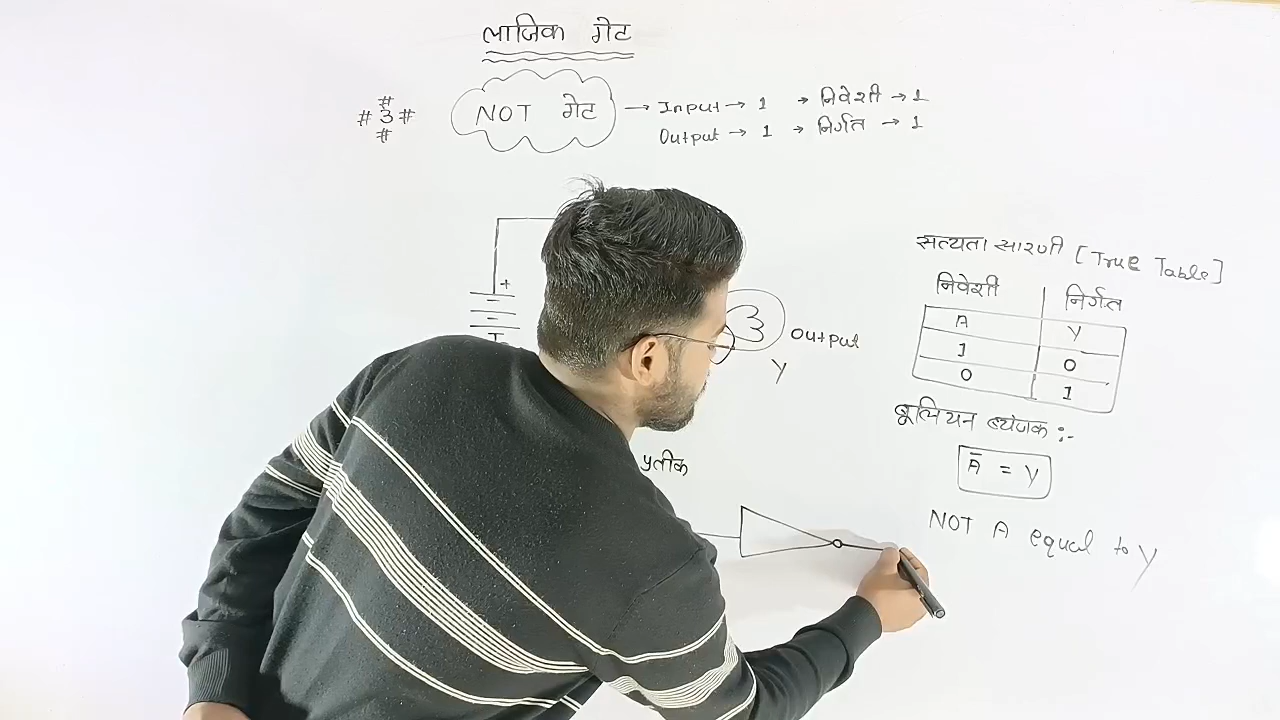 लाजिक गेट
#
# 3 #
#
NOT गेट → Input → 1 → निवेशी → 1
Output → 1 → निर्गत → 1
+
Output
Y
सत्यता सारणी [True Table]
निवेशी निर्गत
A Y
1 0
0 1
बूलियन ब्यंजक :-
Ā = Y
NOT A equal to Y
प्रतीक